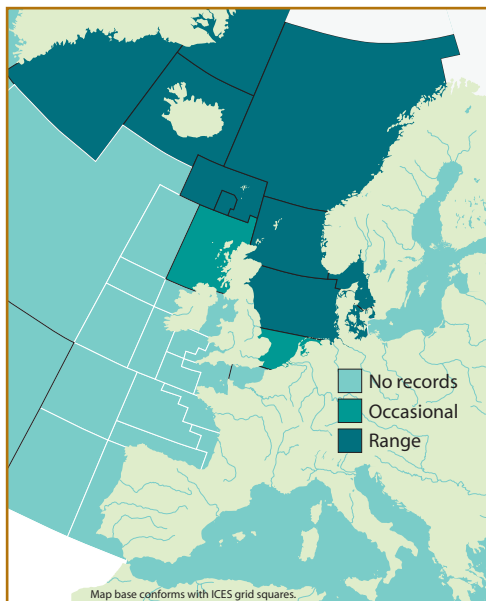 No records
Occasional
Range
Map base conforms with ICES grid squares.